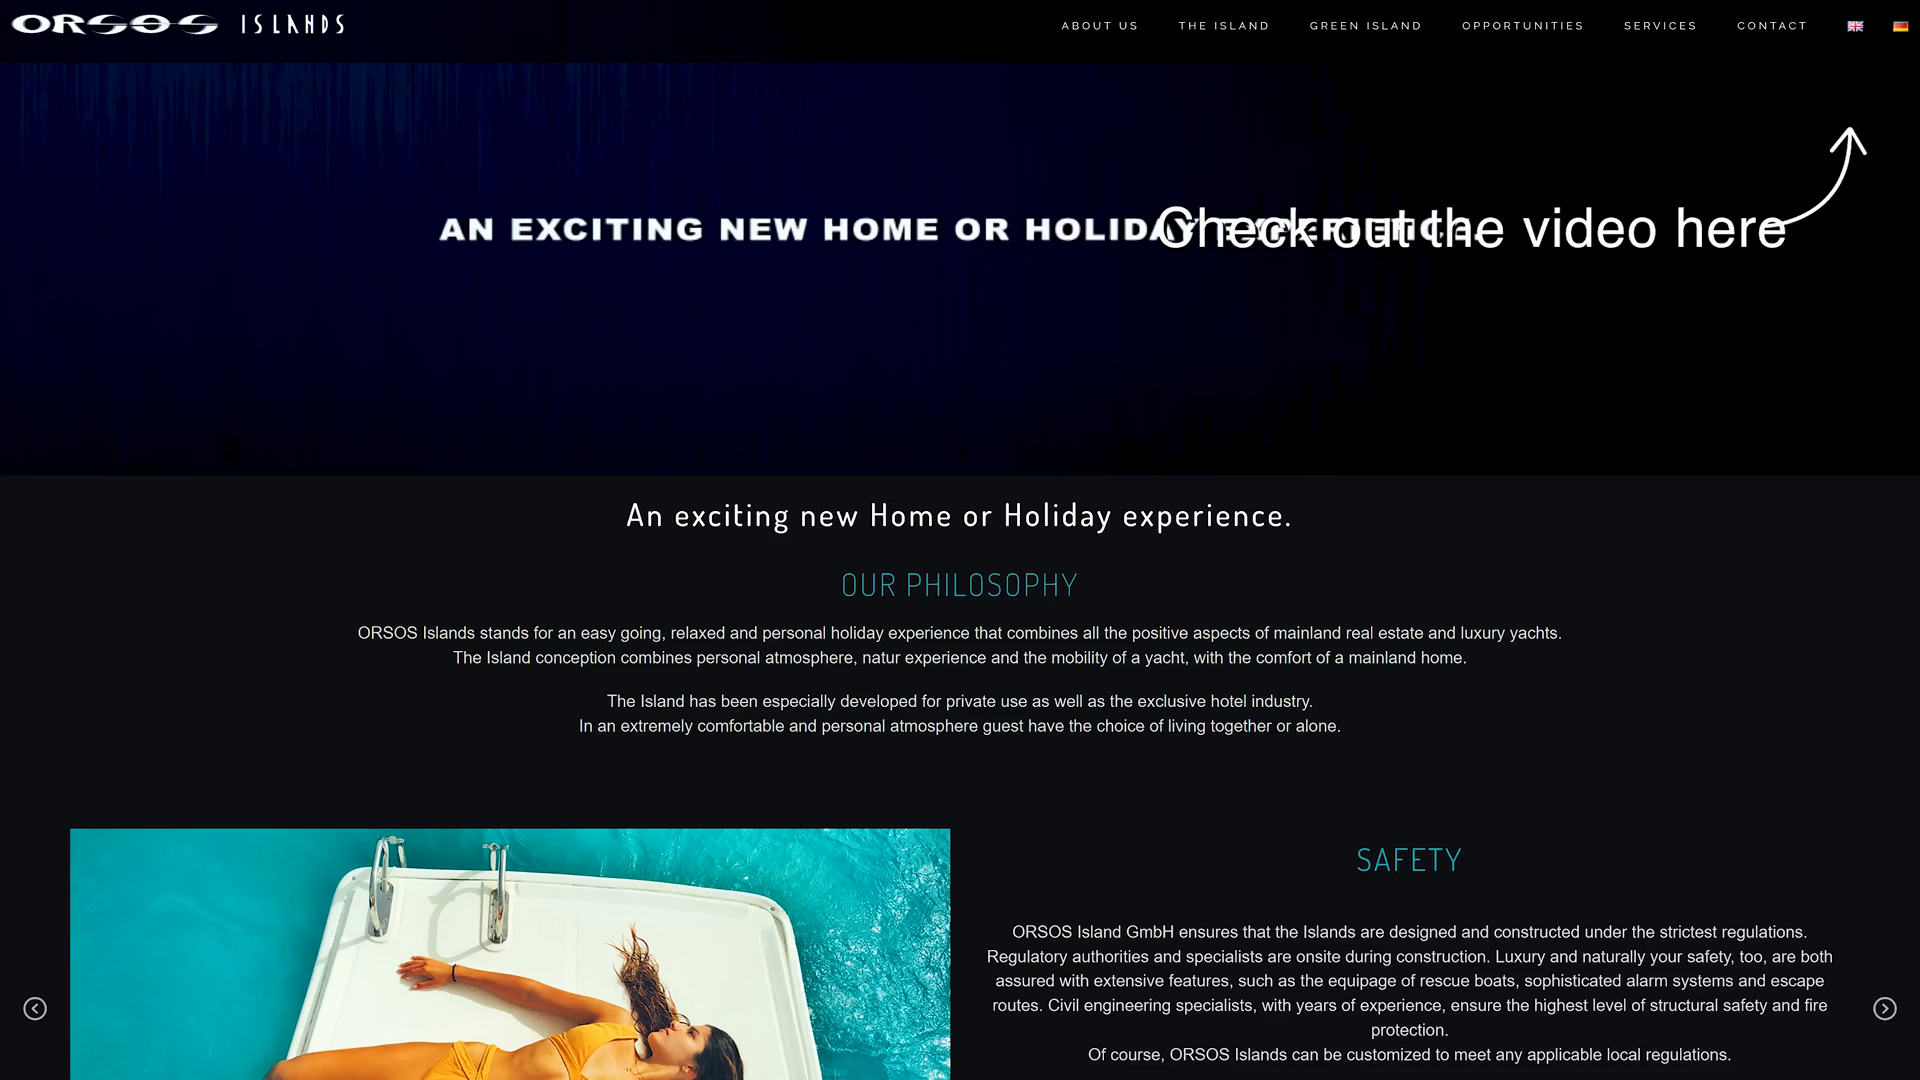 ORSOS ISLANDS
ABOUT US
THE ISLAND
GREEN ISLAND
OPPORTUNITIES
SERVICES
CONTACT
AN EXCITING NEW HOME OR HOLIDAY EXPERIENCE.
Check out the video here
An exciting new Home or Holiday experience.
OUR PHILOSOPHY
ORSOS Islands stands for an easy going, relaxed and personal holiday experience that combines all the positive aspects of mainland real estate and luxury yachts.
The Island conception combines personal atmosphere, natur experience and the mobility of a yacht, with the comfort of a mainland home.
The Island has been especially developed for private use as well as the exclusive hotel industry.
In an extremely comfortable and personal atmosphere guest have the choice of living together or alone.
SAFETY
ORSOS Island GmbH ensures that the Islands are designed and constructed under the strictest regulations.
Regulatory authorities and specialists are onsite during construction. Luxury and naturally your safety, too, are both
assured with extensive features, such as the equipage of rescue boats, sophisticated alarm systems and escape
routes. Civil engineering specialists, with years of experience, ensure the highest level of structural safety and fire
protection.
Of course, ORSOS Islands can be customized to meet any applicable local regulations.